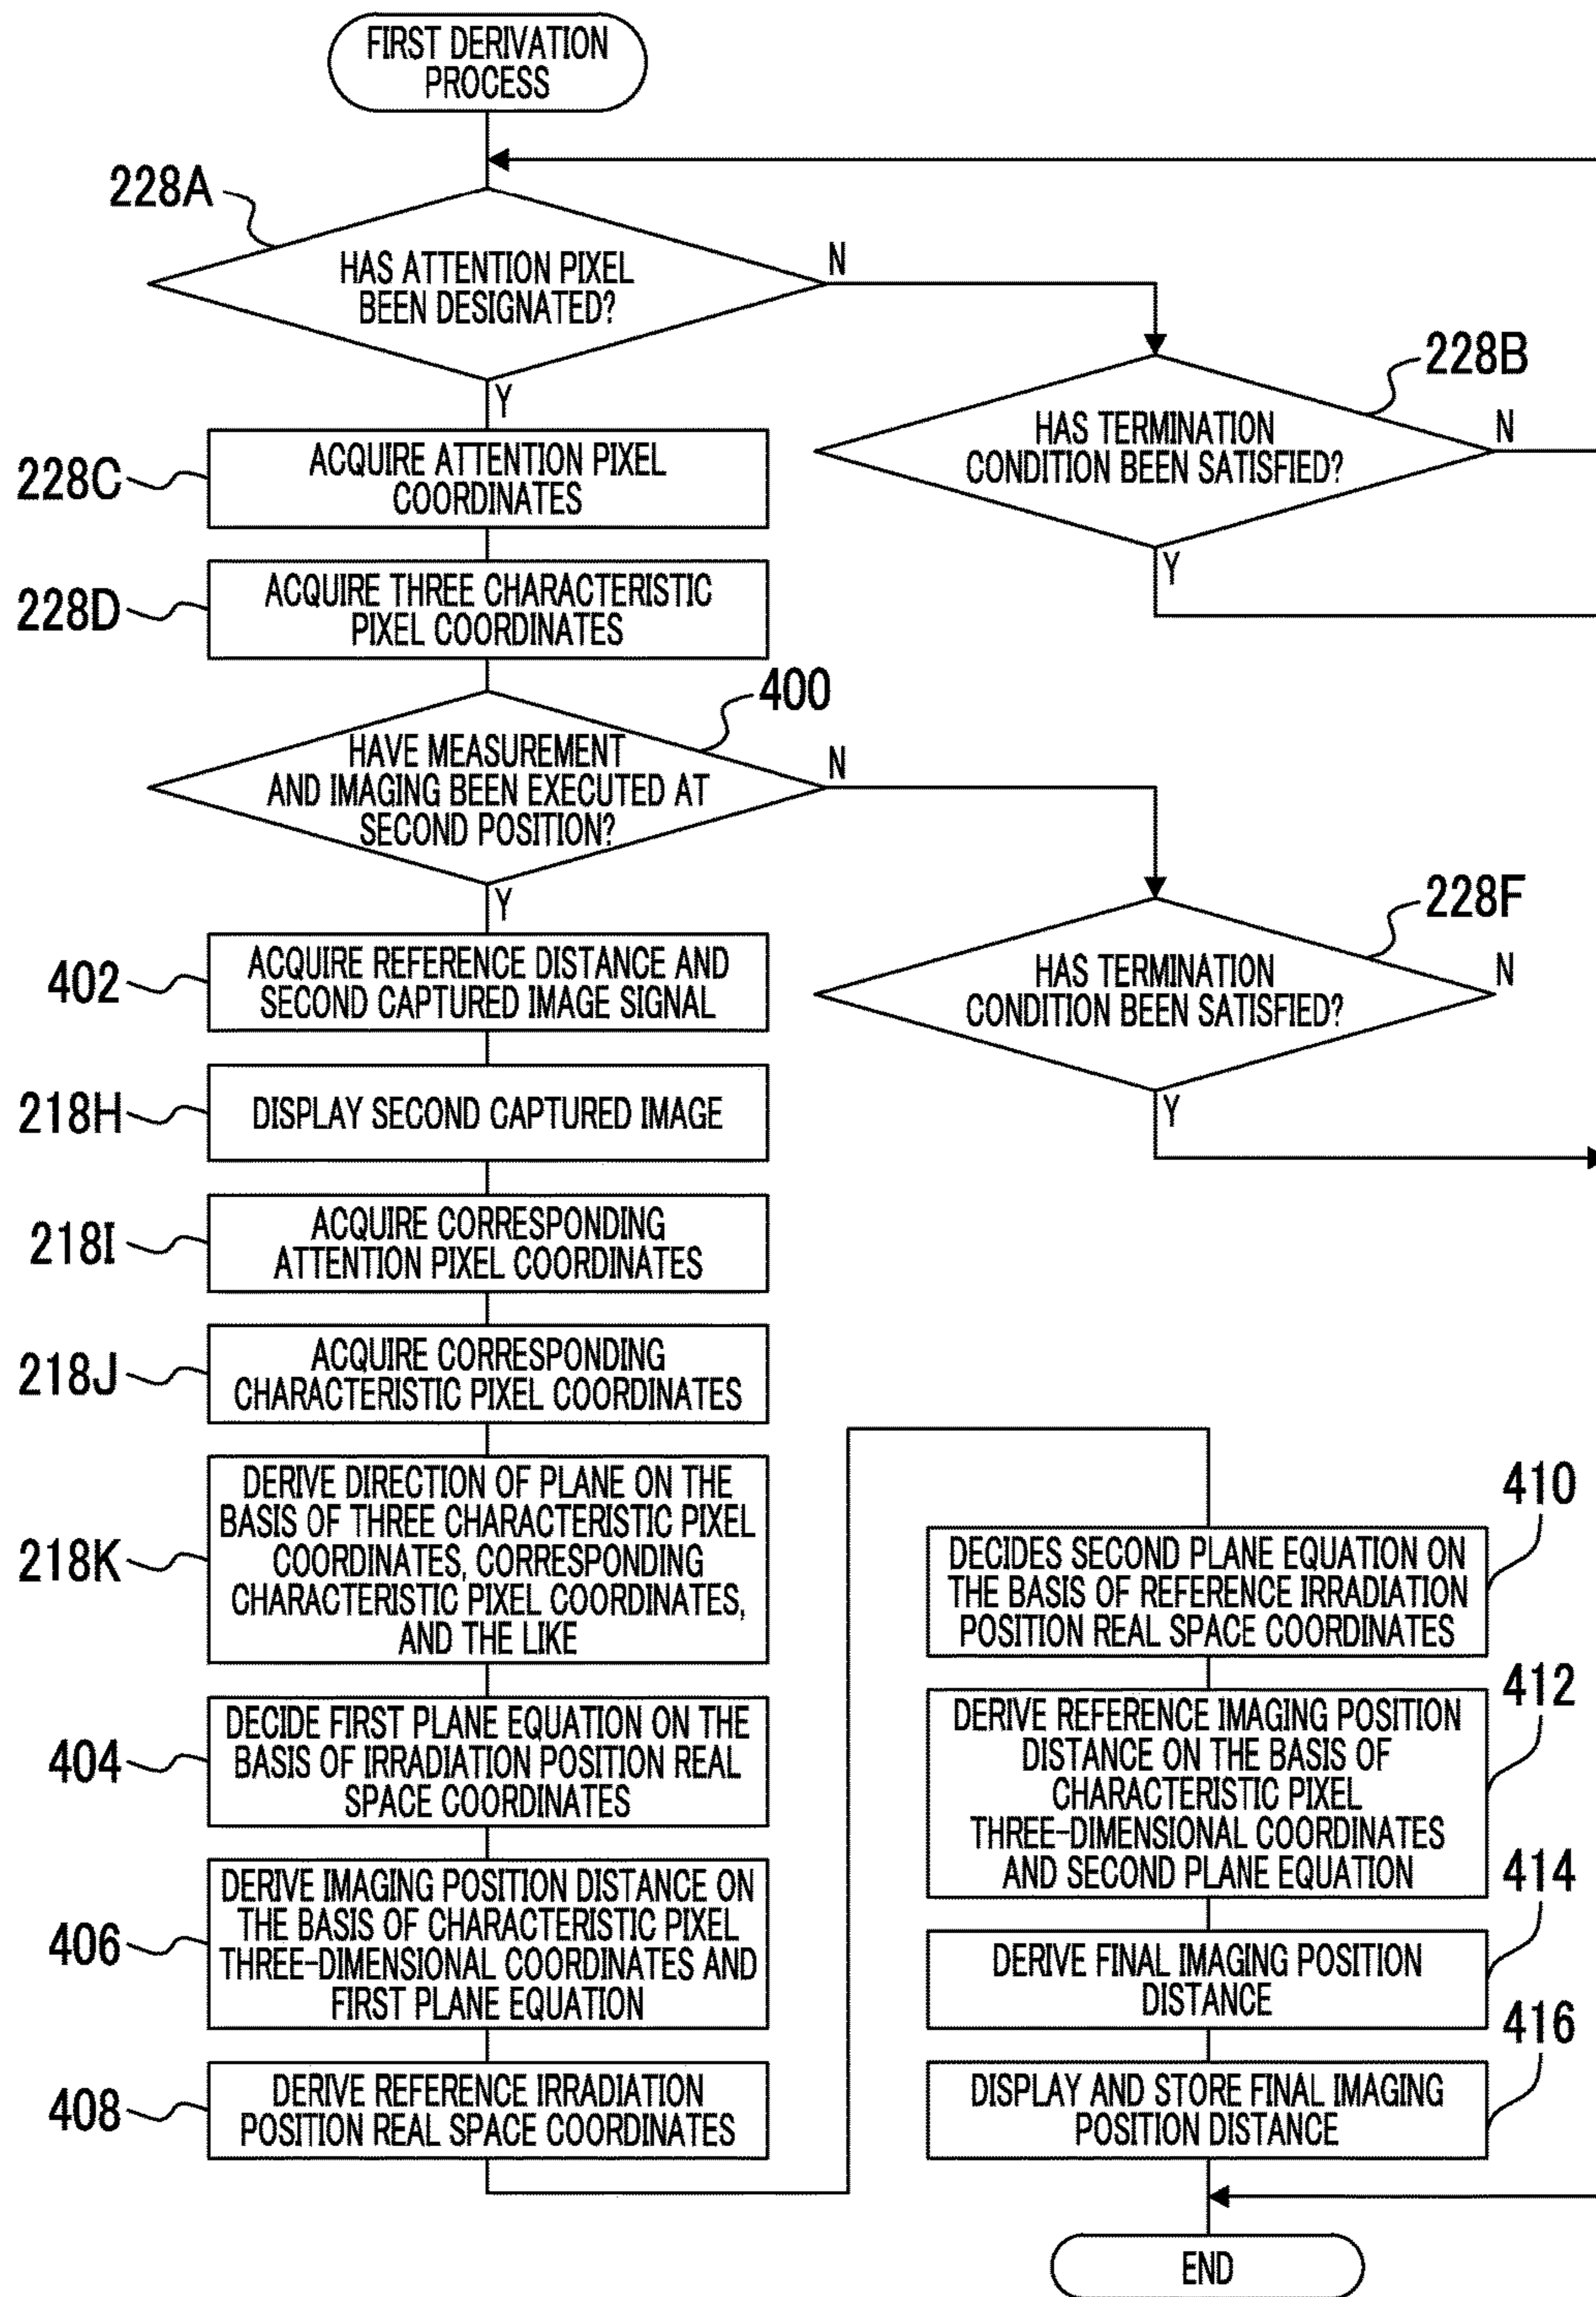 FIRST DERIVATION
PROCESS
228A
HAS ATTENTION PIXEL
BEEN DESIGNATED?
N
Y
228B
HAS TERMINATION
CONDITION BEEN SATISFIED?
N
Y
228C
ACQUIRE ATTENTION PIXEL
COORDINATES
228D
ACQUIRE THREE CHARACTERISTIC
PIXEL COORDINATES
400
HAVE MEASUREMENT
AND IMAGING BEEN EXECUTED AT
SECOND POSITION?
N
Y
228F
HAS TERMINATION
CONDITION BEEN SATISFIED?
N
Y
402
ACQUIRE REFERENCE DISTANCE AND
SECOND CAPTURED IMAGE SIGNAL
218H
DISPLAY SECOND CAPTURED IMAGE
218I
ACQUIRE CORRESPONDING
ATTENTION PIXEL COORDINATES
218J
ACQUIRE CORRESPONDING
CHARACTERISTIC PIXEL COORDINATES
218K
DERIVE DIRECTION OF PLANE ON THE
BASIS OF THREE CHARACTERISTIC PIXEL
COORDINATES, CORRESPONDING
CHARACTERISTIC PIXEL COORDINATES,
AND THE LIKE
404
DECIDE FIRST PLANE EQUATION ON THE
BASIS OF IRRADIATION POSITION REAL
SPACE COORDINATES
406
DERIVE IMAGING POSITION DISTANCE ON
THE BASIS OF CHARACTERISTIC PIXEL
THREE-DIMENSIONAL COORDINATES AND
FIRST PLANE EQUATION
408
DERIVE REFERENCE IRRADIATION
POSITION REAL SPACE COORDINATES
410
DECIDES SECOND PLANE EQUATION ON
THE BASIS OF REFERENCE IRRADIATION
POSITION REAL SPACE COORDINATES
412
DERIVE REFERENCE IMAGING POSITION
DISTANCE ON THE BASIS OF
CHARACTERISTIC PIXEL
THREE-DIMENSIONAL COORDINATES
AND SECOND PLANE EQUATION
414
DERIVE FINAL IMAGING POSITION
DISTANCE
416
DISPLAY AND STORE FINAL IMAGING
POSITION DISTANCE
END